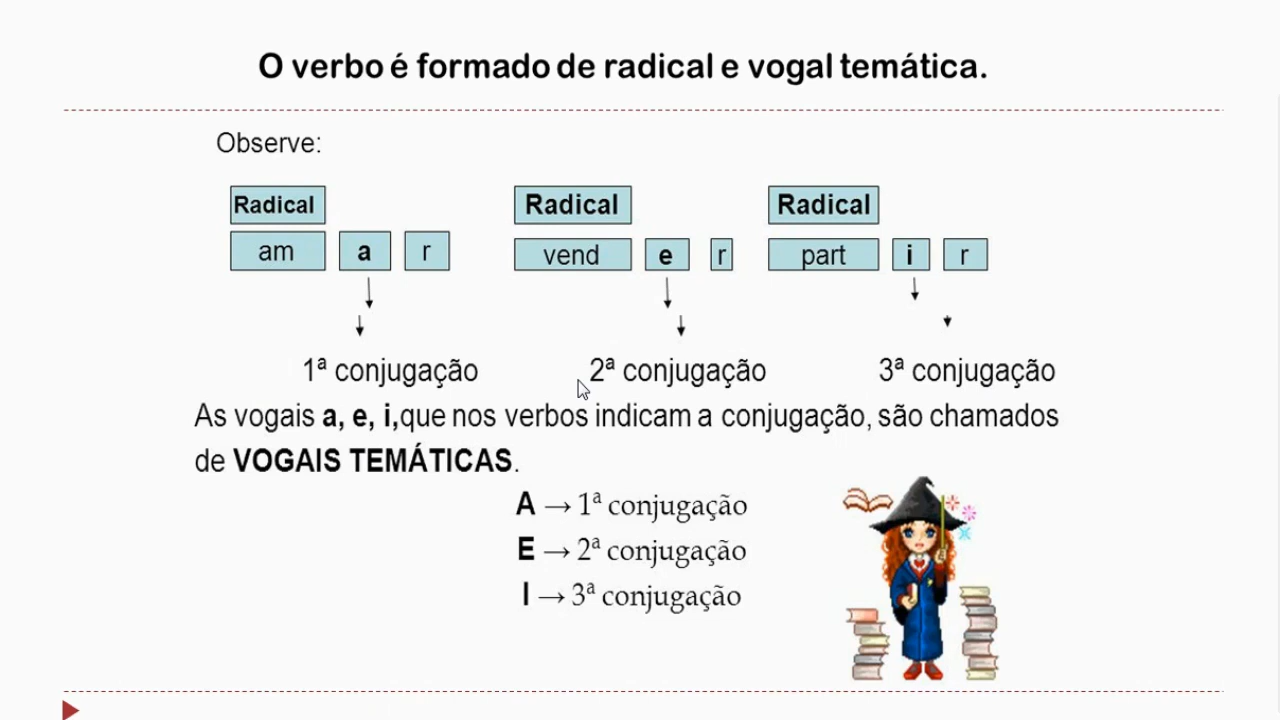 O verbo é formado de radical e vogal temática.
Observe:
Radical Radical Radical
am a r vend e r part i r
1ª conjugação 2ª conjugação 3ª conjugação
As vogais a, e, i,que nos verbos indicam a conjugação, são chamados
de VOGAIS TEMÁTICAS.
A → 1ª conjugação
E → 2ª conjugação
I → 3ª conjugação